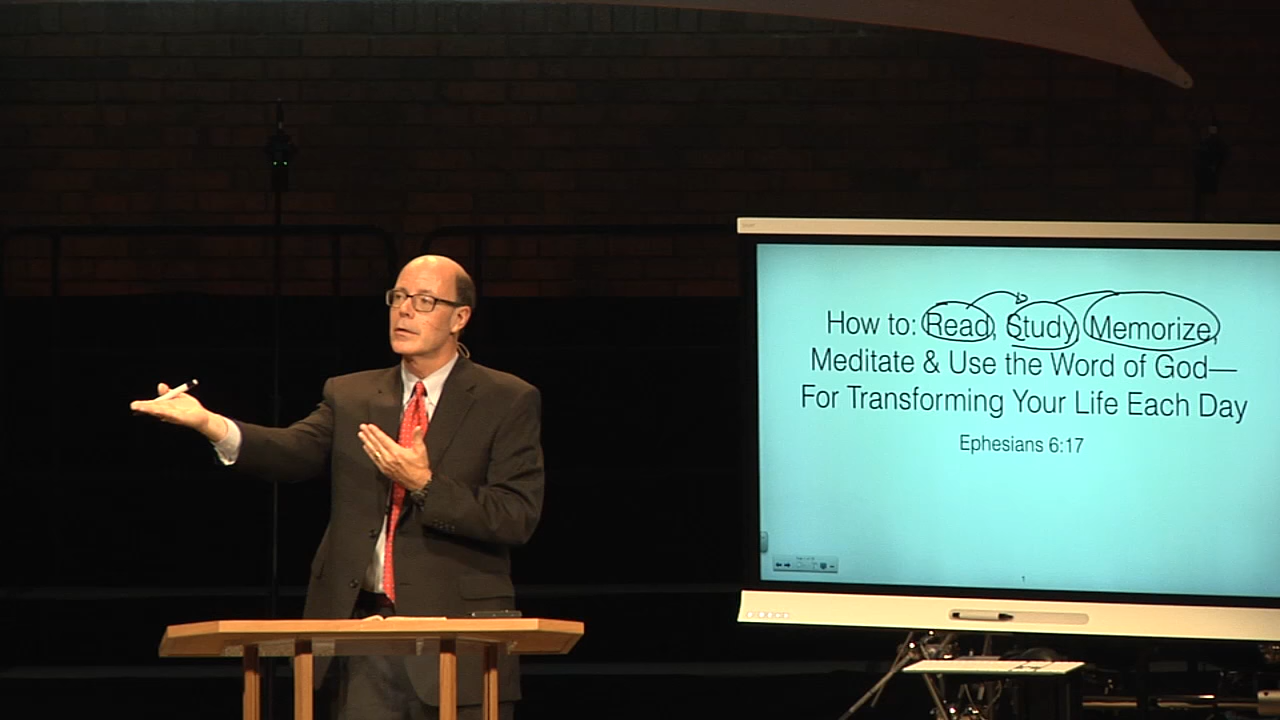 How to: Read, Study, Memorize,
Meditate & Use the Word of God—
For Transforming Your Life Each Day
Ephesians 6:17
1